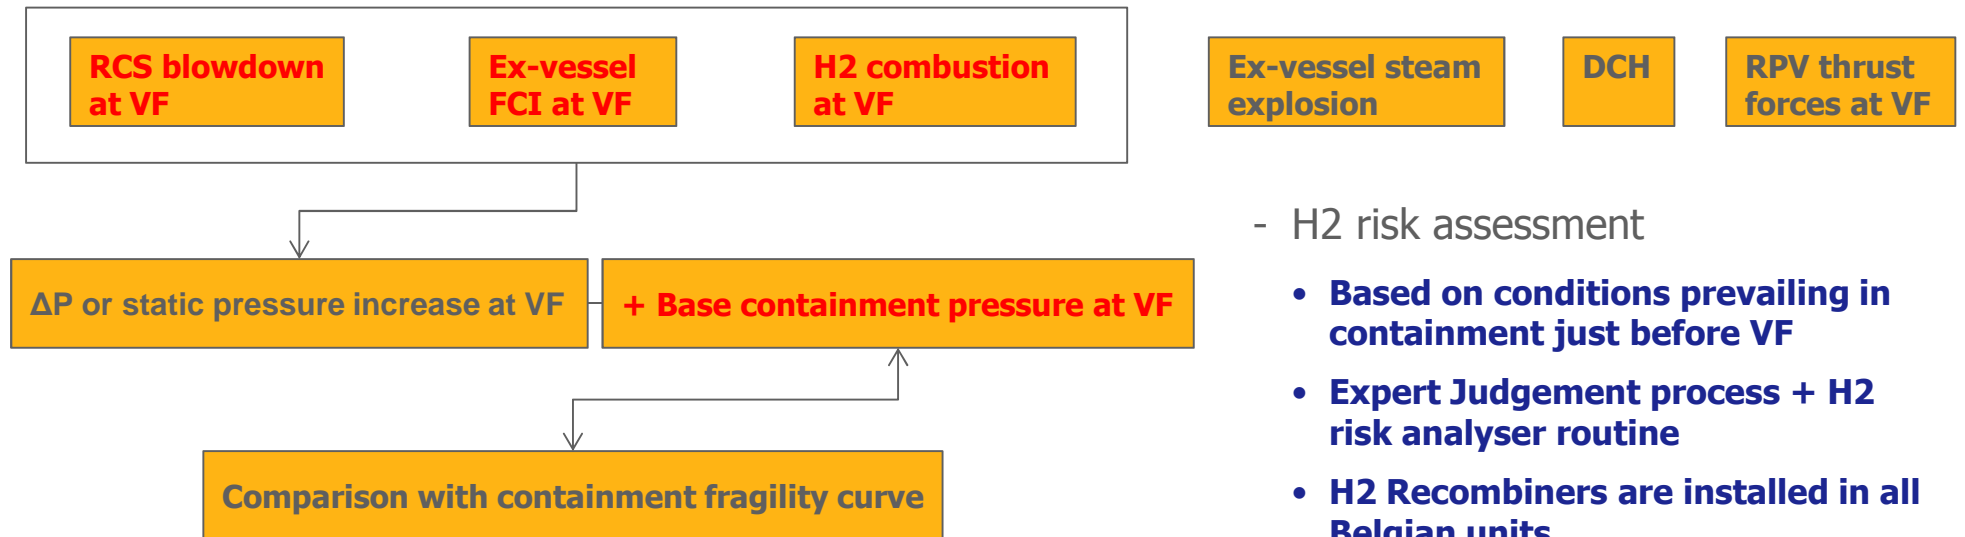 RCS blowdown
at VF
Ex-vessel
FCI at VF
H2 combustion
at VF
Ex-vessel steam
explosion
DCH
RPV thrust
forces at VF
ΔP or static pressure increase at VF
+ Base containment pressure at VF
Comparison with containment fragility curve
- H2 risk assessment
• Based on conditions prevailing in
containment just before VF
• Expert Judgement process + H2
risk analyser routine
• H2 Recombiners are installed in all
Belgian units